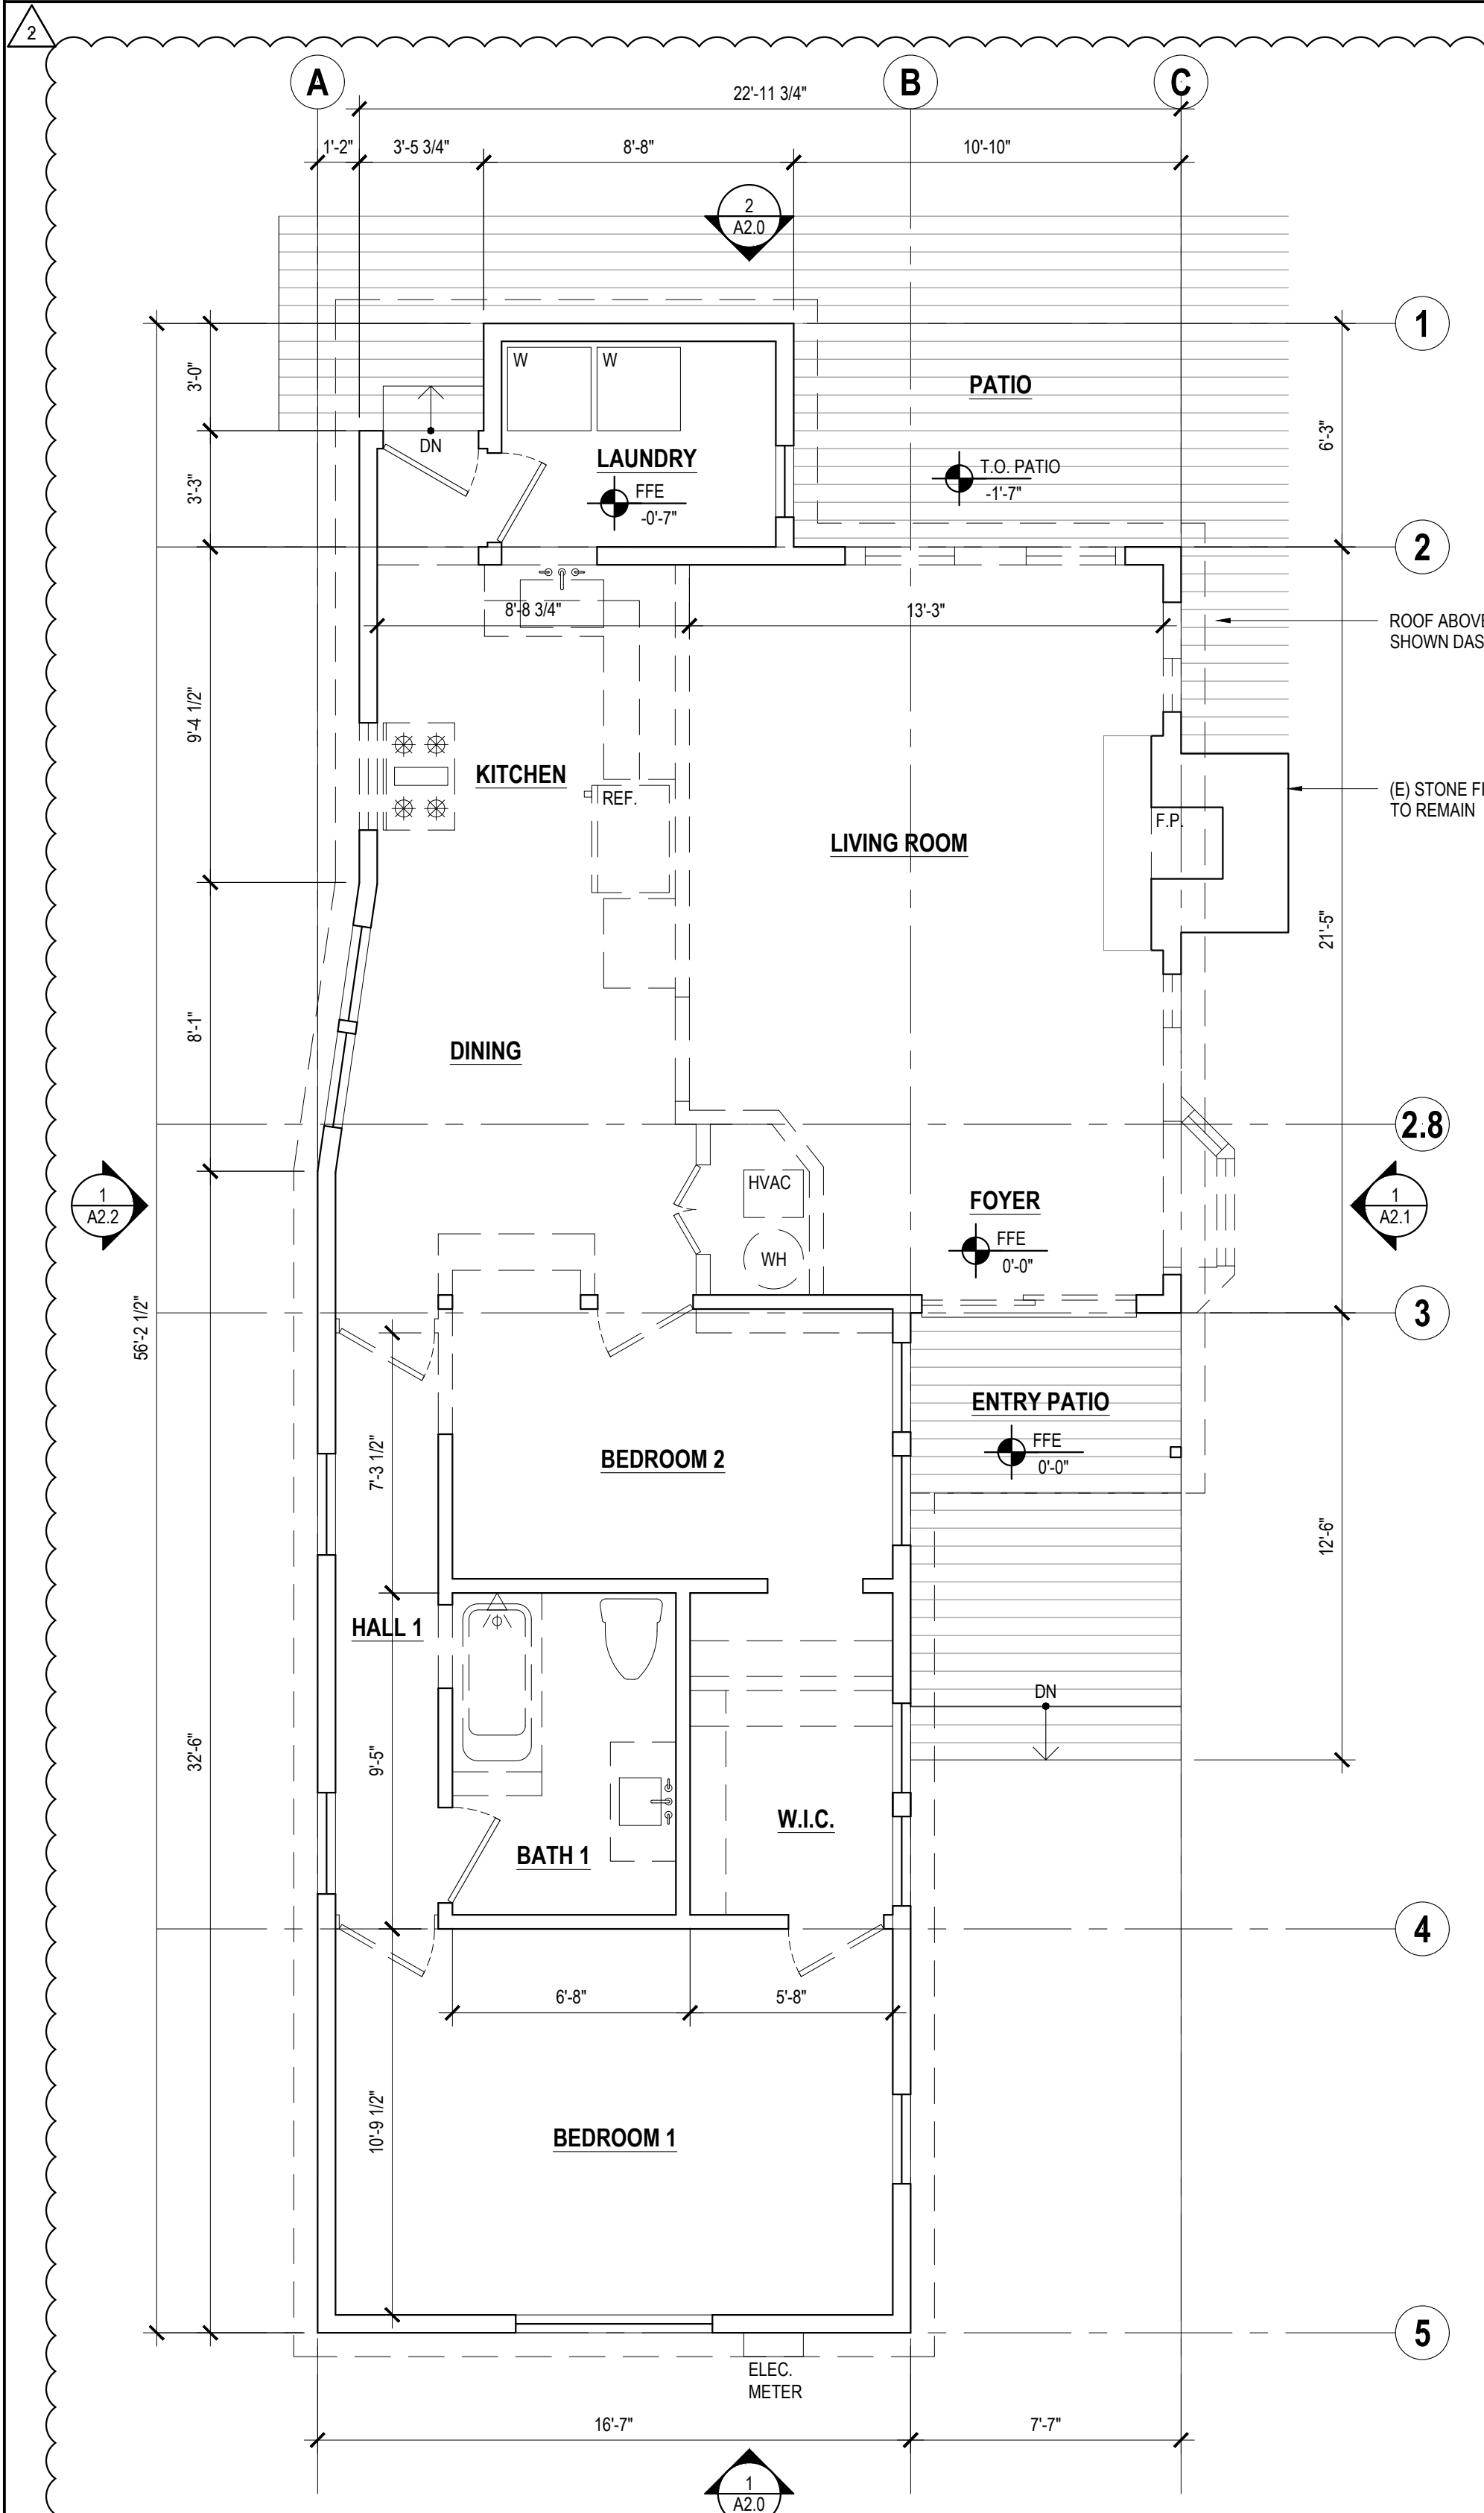 2
A
B
C
22'-11 3/4"
1'-2"
3'-5 3/4"
8'-8"
10'-10"
2
A2.0
1
W
W
PATIO
3'-0"
DN
6'-3"
LAUNDRY
T.O. PATIO
-1'-7"
3'-3"
FFE
-0'-7"
2
8'-8 3/4"
13'-3"
ROOF ABOVE
SHOWN DAS
9'-4 1/2"
KITCHEN
REF.
(E) STONE F
TO REMAIN
F.P.
LIVING ROOM
21'-5"
8'-1"
DINING
2.8
HVAC
1
A2.2
FOYER
1
A2.1
FFE
0'-0"
WH
56'-2 1/2"
3
ENTRY PATIO
7'-3 1/2"
BEDROOM 2
FFE
0'-0"
12'-6"
HALL 1
DN
32'-6"
9'-5"
W.I.C.
BATH 1
4
6'-8"
5'-8"
10'-9 1/2"
BEDROOM 1
5
ELEC.
METER
16'-7"
7'-7"
1
A2.0